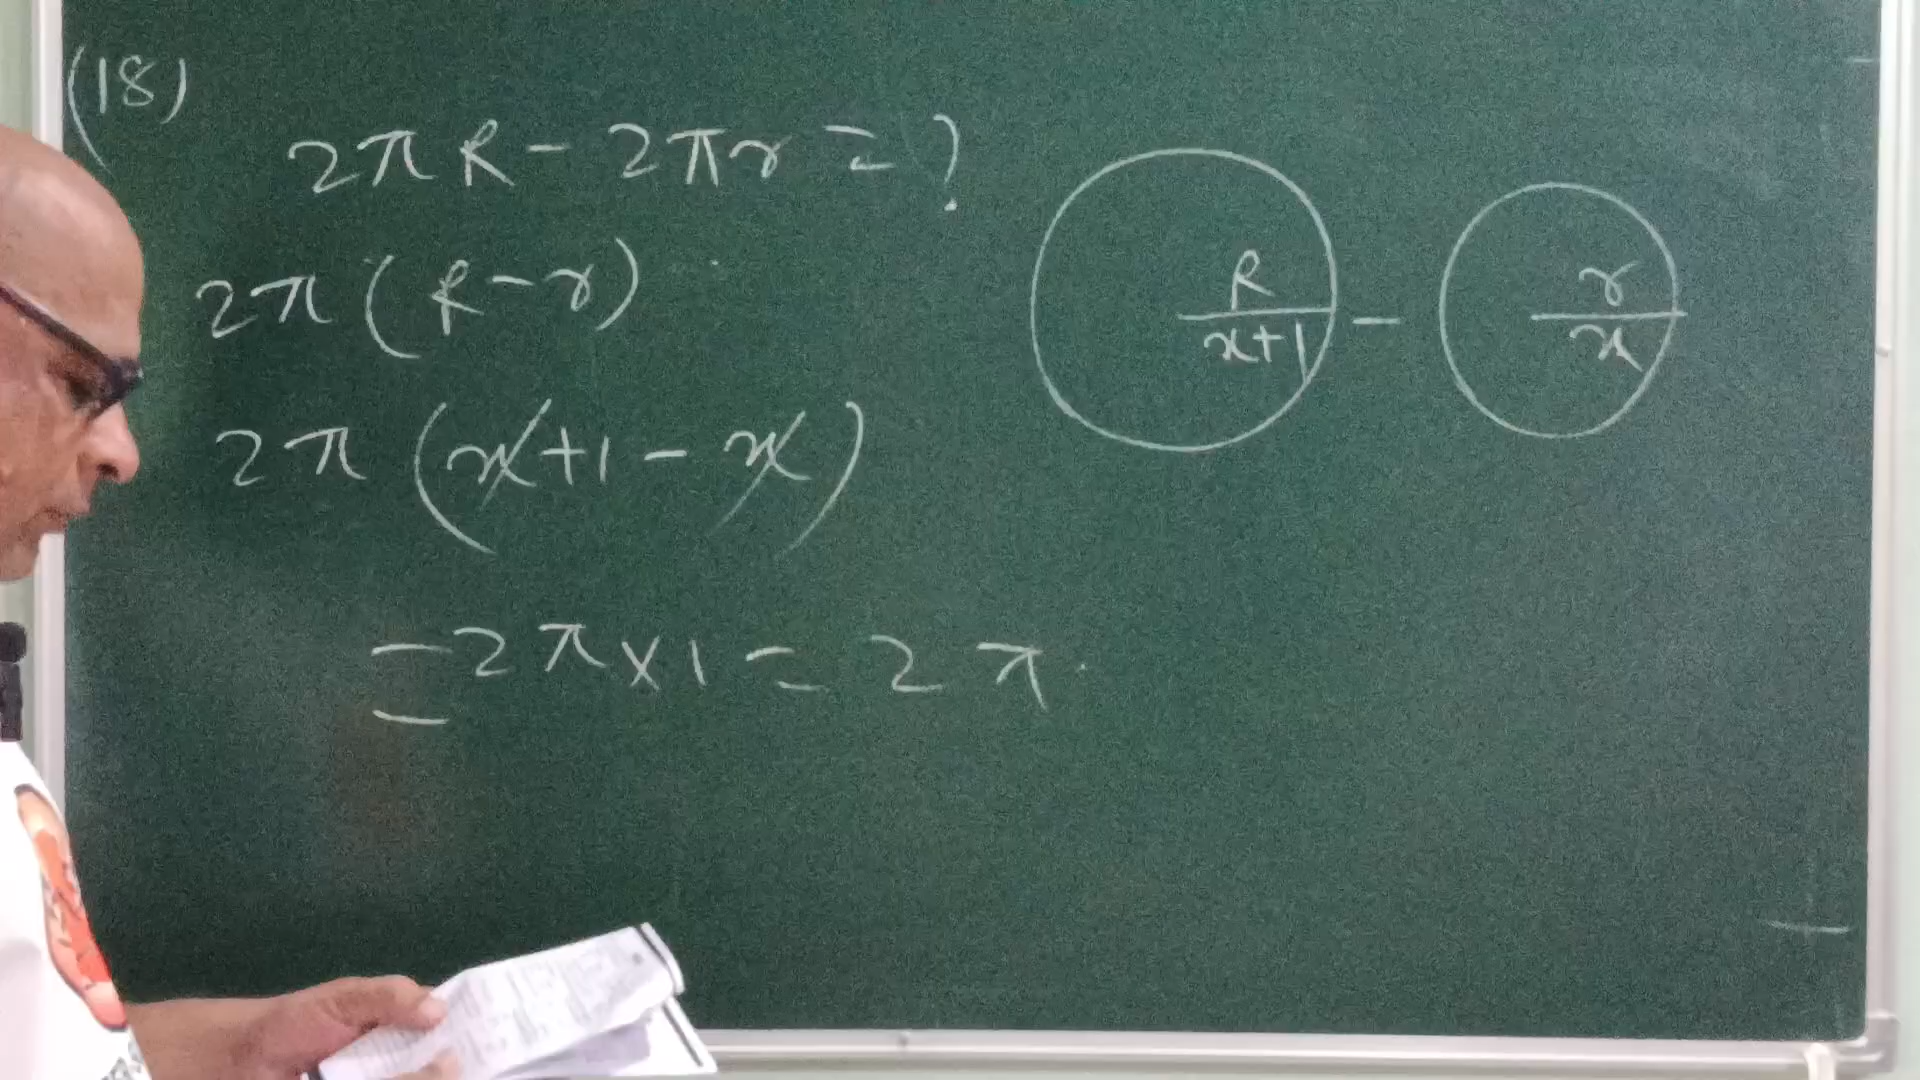 (18)
2πR - 2πr = ?
2π (R - r)
2π (x + 1 - x)
= 2π × 1 = 2π
R
x+1
-
r
x